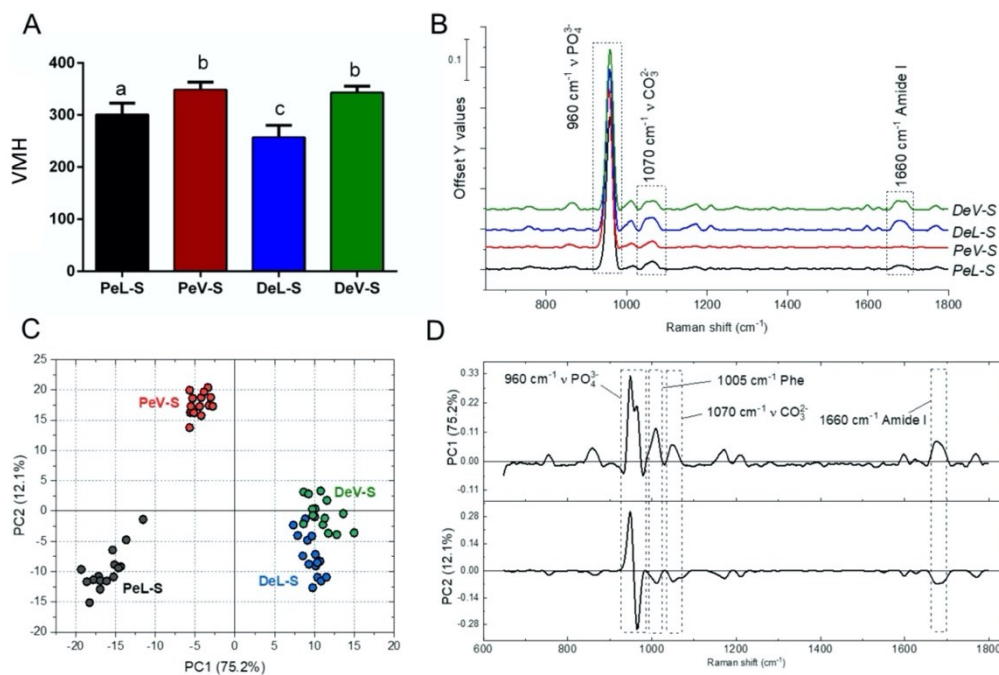 A
VMH
400
300
200
100
0
a
b
c
b
PeL-S
PeV-S
DeL-S
DeV-S
B
0.1
Offset Y values
960 cm⁻¹ ν PO₄³⁻
1070 cm⁻¹ ν CO₃²⁻
1660 cm⁻¹ Amide I
DeV-S
DeL-S
PeV-S
PeL-S
800
1000
1200
1400
1600
1800
Raman shift (cm⁻¹)
C
PC2 (12.1%)
25
20
15
10
5
0
-5
-10
-15
-20
PeV-S
DeV-S
DeL-S
PeL-S
-20
-15
-10
-5
0
5
10
15
20
PC1 (75.2%)
D
960 cm⁻¹ ν PO₄³⁻
1005 cm⁻¹ Phe
1070 cm⁻¹ ν CO₃²⁻
1660 cm⁻¹ Amide I
PC1 (75.2%)
0.33
0.22
0.11
0.00
-0.11
PC2 (12.1%)
0.28
0.14
0.00
-0.14
-0.28
600
800
1000
1200
1400
1600
1800
Raman shift (cm⁻¹)